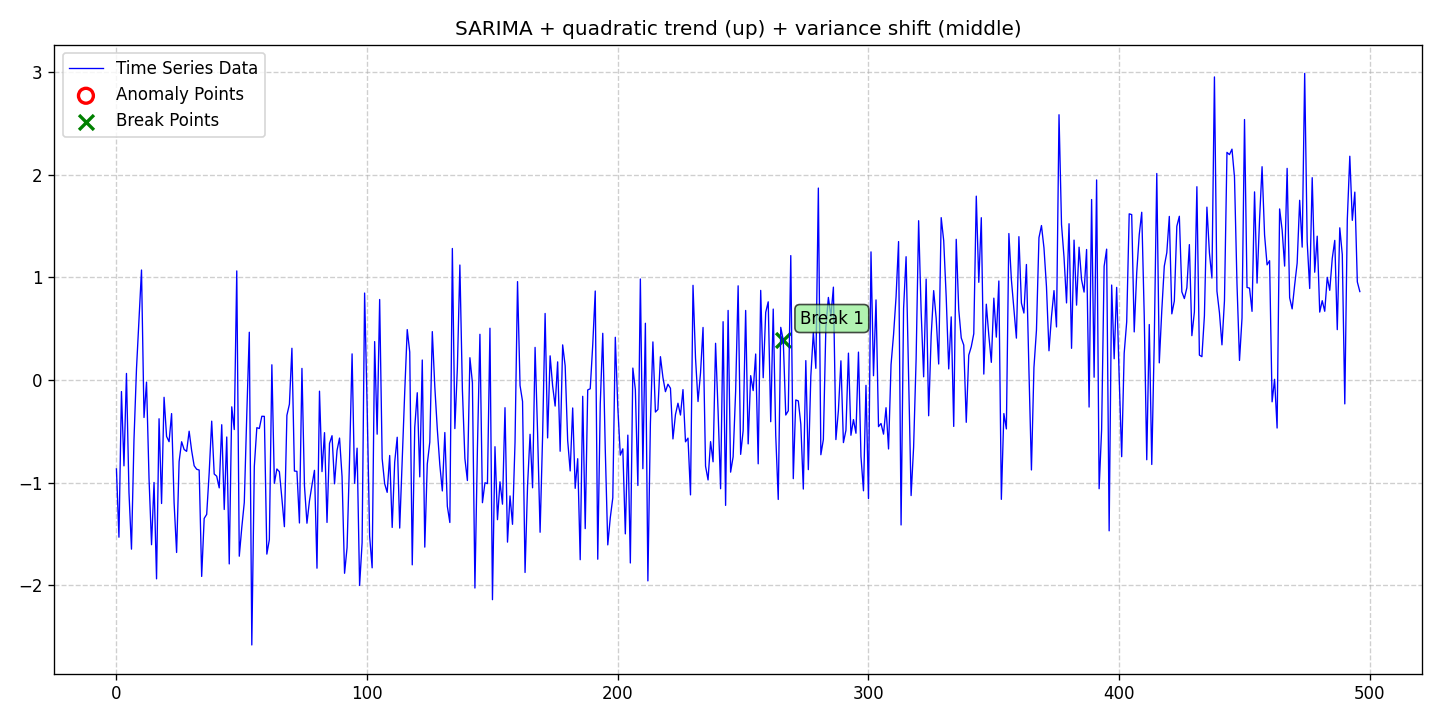 SARIMA + quadratic trend (up) + variance shift (middle)
Time Series Data
Anomaly Points
Break Points
Break 1
3
2
1
0
−1
−2
0
100
200
300
400
500